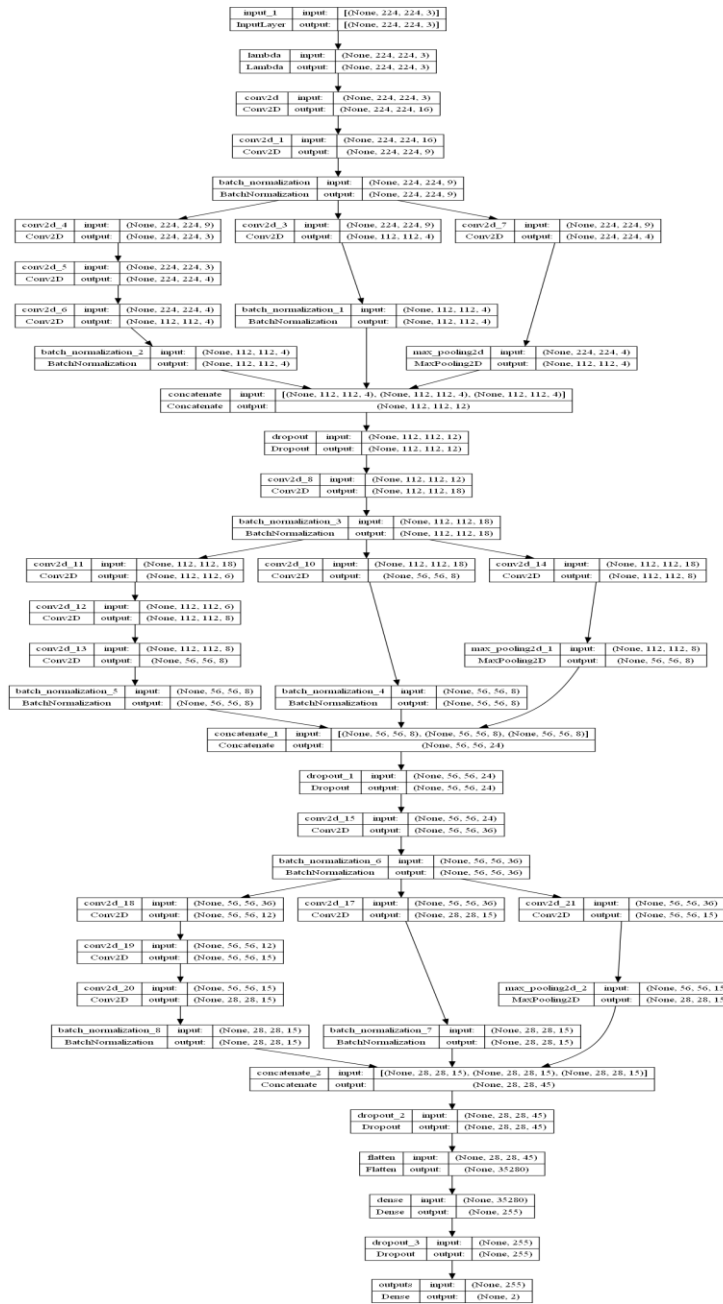 input_1 input: [(None, 224, 224, 3)]
InputLayer output: [(None, 224, 224, 3)]
lambda input: (None, 224, 224, 3)
Lambda output: (None, 224, 224, 3)
conv2d input: (None, 224, 224, 3)
Conv2D output: (None, 224, 224, 16)
conv2d_1 input: (None, 224, 224, 16)
Conv2D output: (None, 224, 224, 9)
batch_normalization input: (None, 224, 224, 9)
BatchNormalization output: (None, 224, 224, 9)
conv2d_4 input: (None, 224, 224, 9)
Conv2D output: (None, 224, 224, 3)
conv2d_3 input: (None, 224, 224, 9)
Conv2D output: (None, 112, 112, 4)
conv2d_7 input: (None, 224, 224, 9)
Conv2D output: (None, 224, 224, 4)
conv2d_5 input: (None, 224, 224, 3)
Conv2D output: (None, 224, 224, 4)
conv2d_6 input: (None, 224, 224, 4)
Conv2D output: (None, 112, 112, 4)
batch_normalization_1 input: (None, 112, 112, 4)
BatchNormalization output: (None, 112, 112, 4)
batch_normalization_2 input: (None, 112, 112, 4)
BatchNormalization output: (None, 112, 112, 4)
max_pooling2d input: (None, 224, 224, 4)
MaxPooling2D output: (None, 112, 112, 4)
concatenate input: [(None, 112, 112, 4), (None, 112, 112, 4), (None, 112, 112, 4)]
Concatenate output: (None, 112, 112, 12)
dropout input: (None, 112, 112, 12)
Dropout output: (None, 112, 112, 12)
conv2d_8 input: (None, 112, 112, 12)
Conv2D output: (None, 112, 112, 18)
batch_normalization_3 input: (None, 112, 112, 18)
BatchNormalization output: (None, 112, 112, 18)
conv2d_11 input: (None, 112, 112, 18)
Conv2D output: (None, 112, 112, 6)
conv2d_10 input: (None, 112, 112, 18)
Conv2D output: (None, 56, 56, 8)
conv2d_14 input: (None, 112, 112, 18)
Conv2D output: (None, 112, 112, 8)
conv2d_12 input: (None, 112, 112, 6)
Conv2D output: (None, 112, 112, 8)
conv2d_13 input: (None, 112, 112, 8)
Conv2D output: (None, 56, 56, 8)
max_pooling2d_1 input: (None, 112, 112, 8)
MaxPooling2D output: (None, 56, 56, 8)
batch_normalization_5 input: (None, 56, 56, 8)
BatchNormalization output: (None, 56, 56, 8)
batch_normalization_4 input: (None, 56, 56, 8)
BatchNormalization output: (None, 56, 56, 8)
concatenate_1 input: [(None, 56, 56, 8), (None, 56, 56, 8), (None, 56, 56, 8)]
Concatenate output: (None, 56, 56, 24)
dropout_1 input: (None, 56, 56, 24)
Dropout output: (None, 56, 56, 24)
conv2d_15 input: (None, 56, 56, 24)
Conv2D output: (None, 56, 56, 36)
batch_normalization_6 input: (None, 56, 56, 36)
BatchNormalization output: (None, 56, 56, 36)
conv2d_18 input: (None, 56, 56, 36)
Conv2D output: (None, 56, 56, 12)
conv2d_17 input: (None, 56, 56, 36)
Conv2D output: (None, 28, 28, 15)
conv2d_21 input: (None, 56, 56, 36)
Conv2D output: (None, 56, 56, 15)
conv2d_19 input: (None, 56, 56, 12)
Conv2D output: (None, 56, 56, 15)
conv2d_20 input: (None, 56, 56, 15)
Conv2D output: (None, 28, 28, 15)
max_pooling2d_2 input: (None, 56, 56, 15
MaxPooling2D output: (None, 28, 28, 15
batch_normalization_8 input: (None, 28, 28, 15)
BatchNormalization output: (None, 28, 28, 15)
batch_normalization_7 input: (None, 28, 28, 15)
BatchNormalization output: (None, 28, 28, 15)
concatenate_2 input: [(None, 28, 28, 15), (None, 28, 28, 15), (None, 28, 28, 15)]
Concatenate output: (None, 28, 28, 45)
dropout_2 input: (None, 28, 28, 45)
Dropout output: (None, 28, 28, 45)
flatten input: (None, 28, 28, 45)
Flatten output: (None, 35280)
dense input: (None, 35280)
Dense output: (None, 255)
dropout_3 input: (None, 255)
Dropout output: (None, 255)
outputs input: (None, 255)
Dense output: (None, 2)